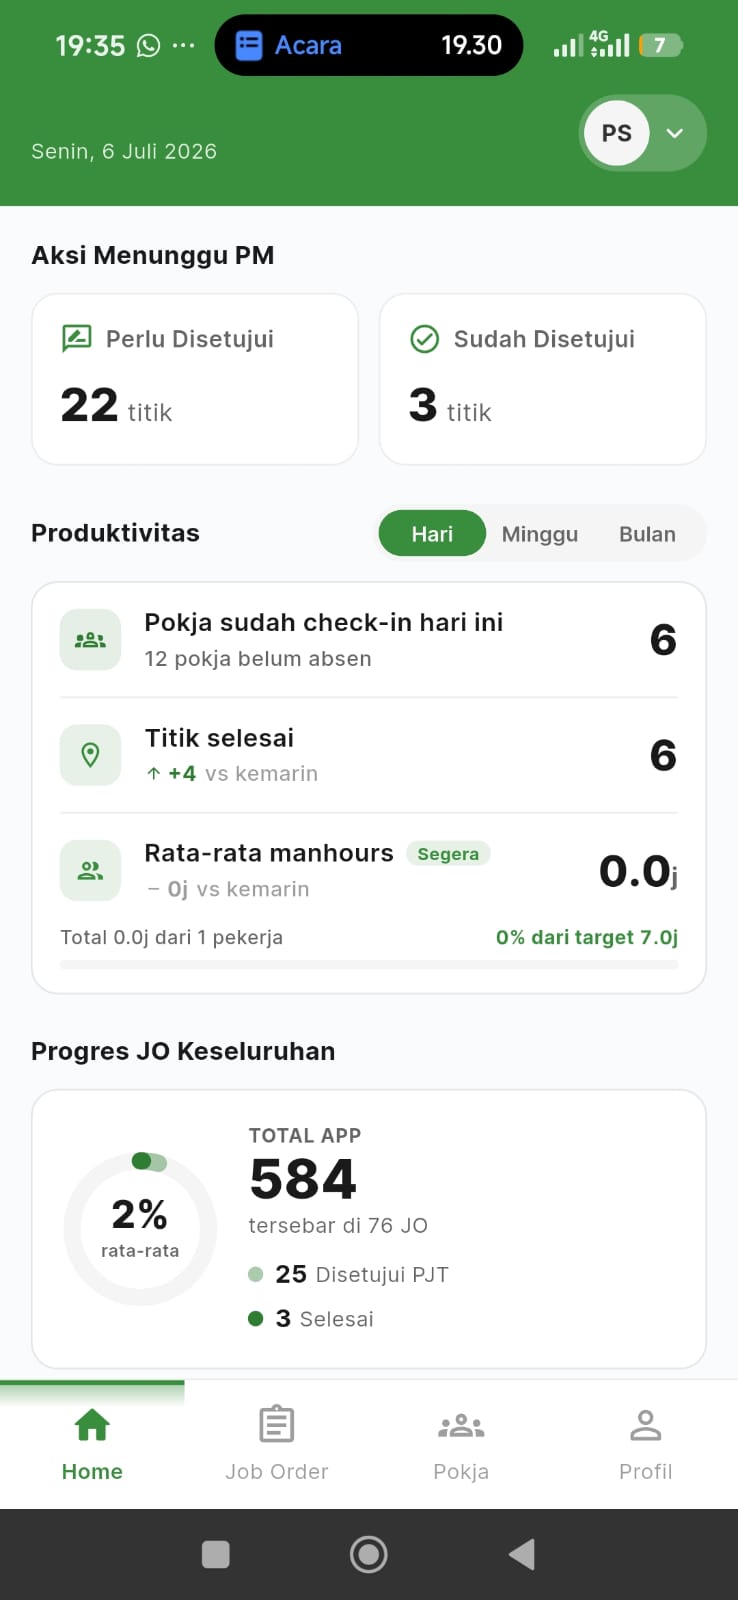 19:35
Acara 19.30
4G
7
Senin, 6 Juli 2026
PS
Aksi Menunggu PM
Perlu Disetujui
22 titik
Sudah Disetujui
3 titik
Produktivitas
Hari Minggu Bulan
Pokja sudah check-in hari ini
12 pokja belum absen
6
Titik selesai
↑ +4 vs kemarin
6
Rata-rata manhours Segera
– 0j vs kemarin
0.0j
Total 0.0j dari 1 pekerja
0% dari target 7.0j
Progres JO Keseluruhan
2%
rata-rata
TOTAL APP
584
tersebar di 76 JO
25 Disetujui PJT
3 Selesai
Home
Job Order
Pokja
Profil